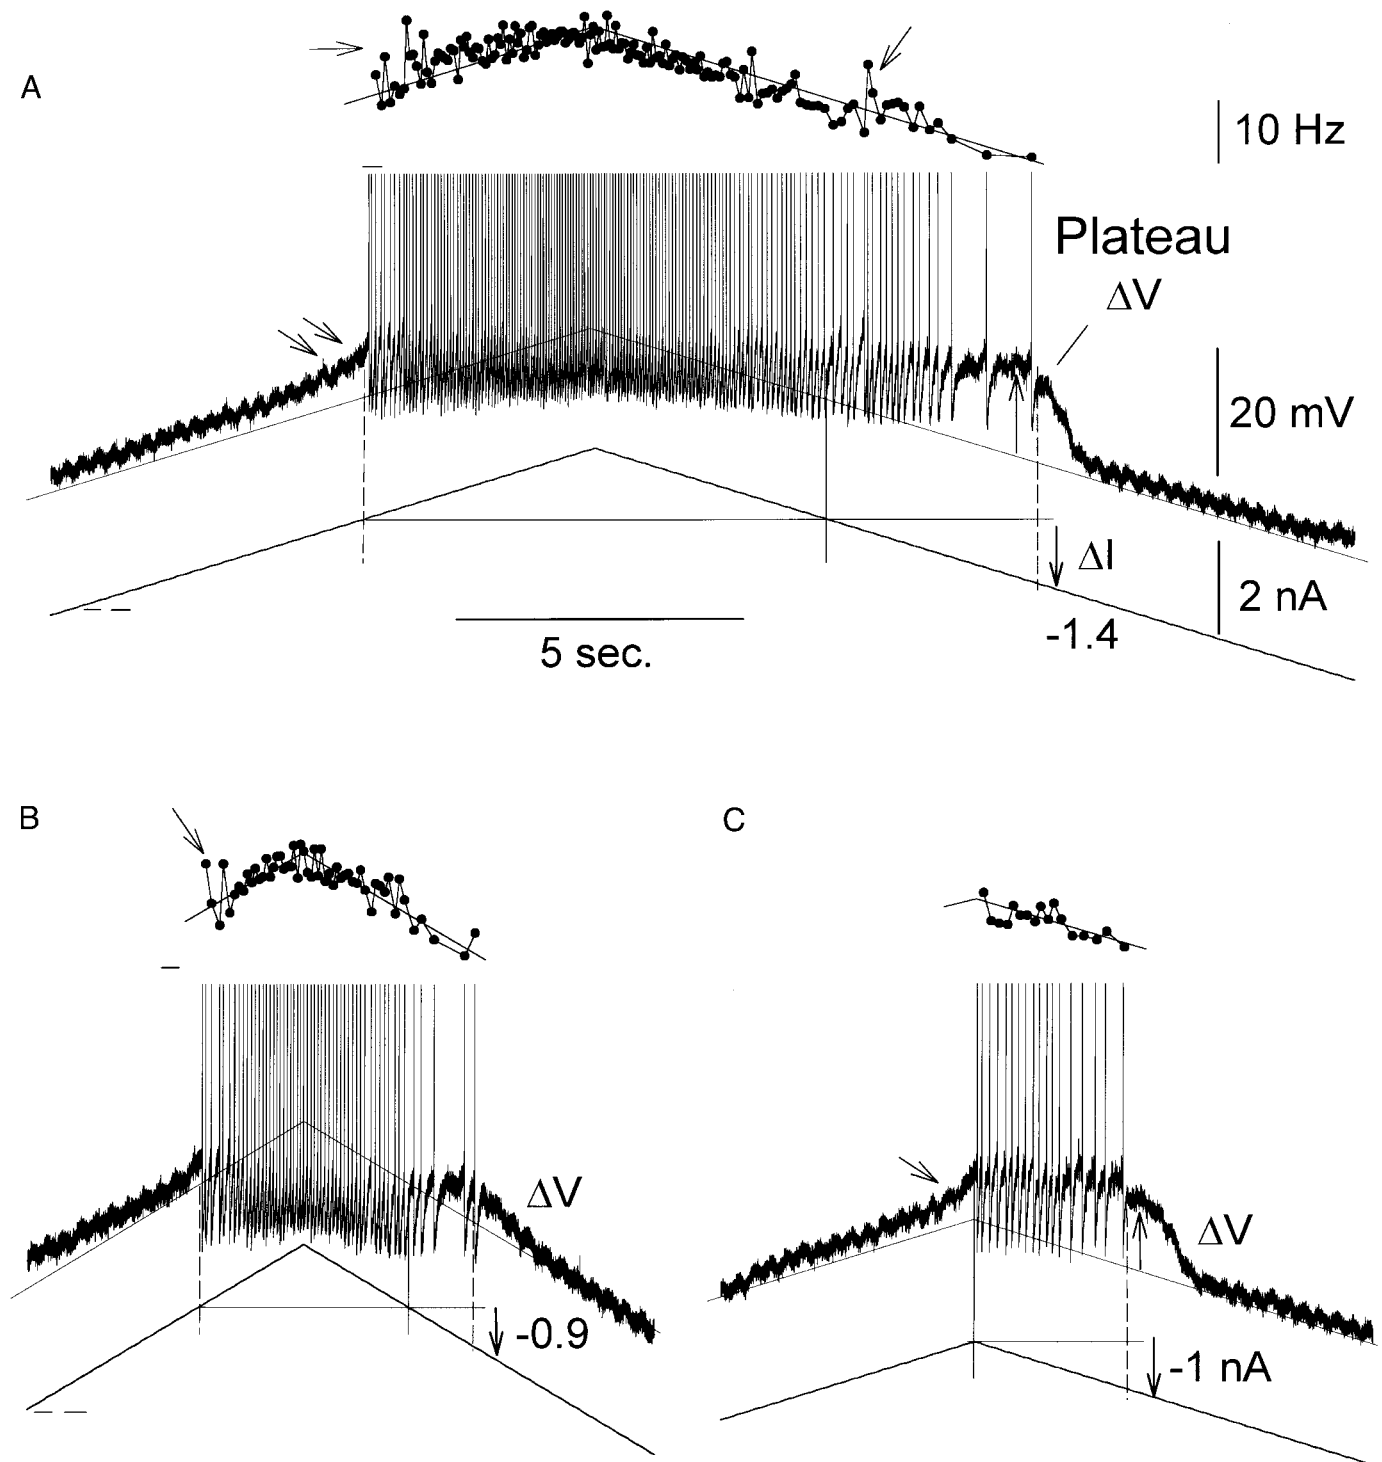 A
10 Hz
Plateau
ΔV
20 mV
ΔI
2 nA
-1.4
5 sec.
B
C
ΔV
ΔV
-0.9
-1 nA